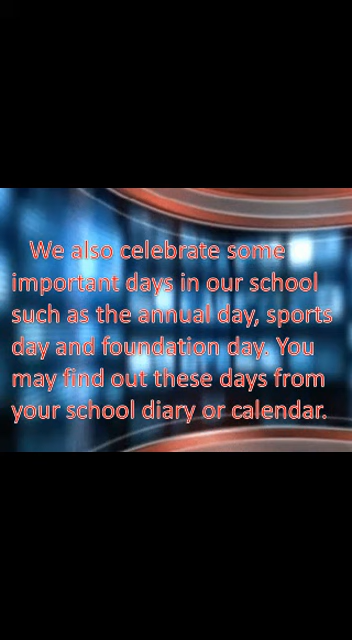 We also celebrate some
important days in our school
such as the annual day, sports
day and foundation day. You
may find out these days from
your school diary or calendar.